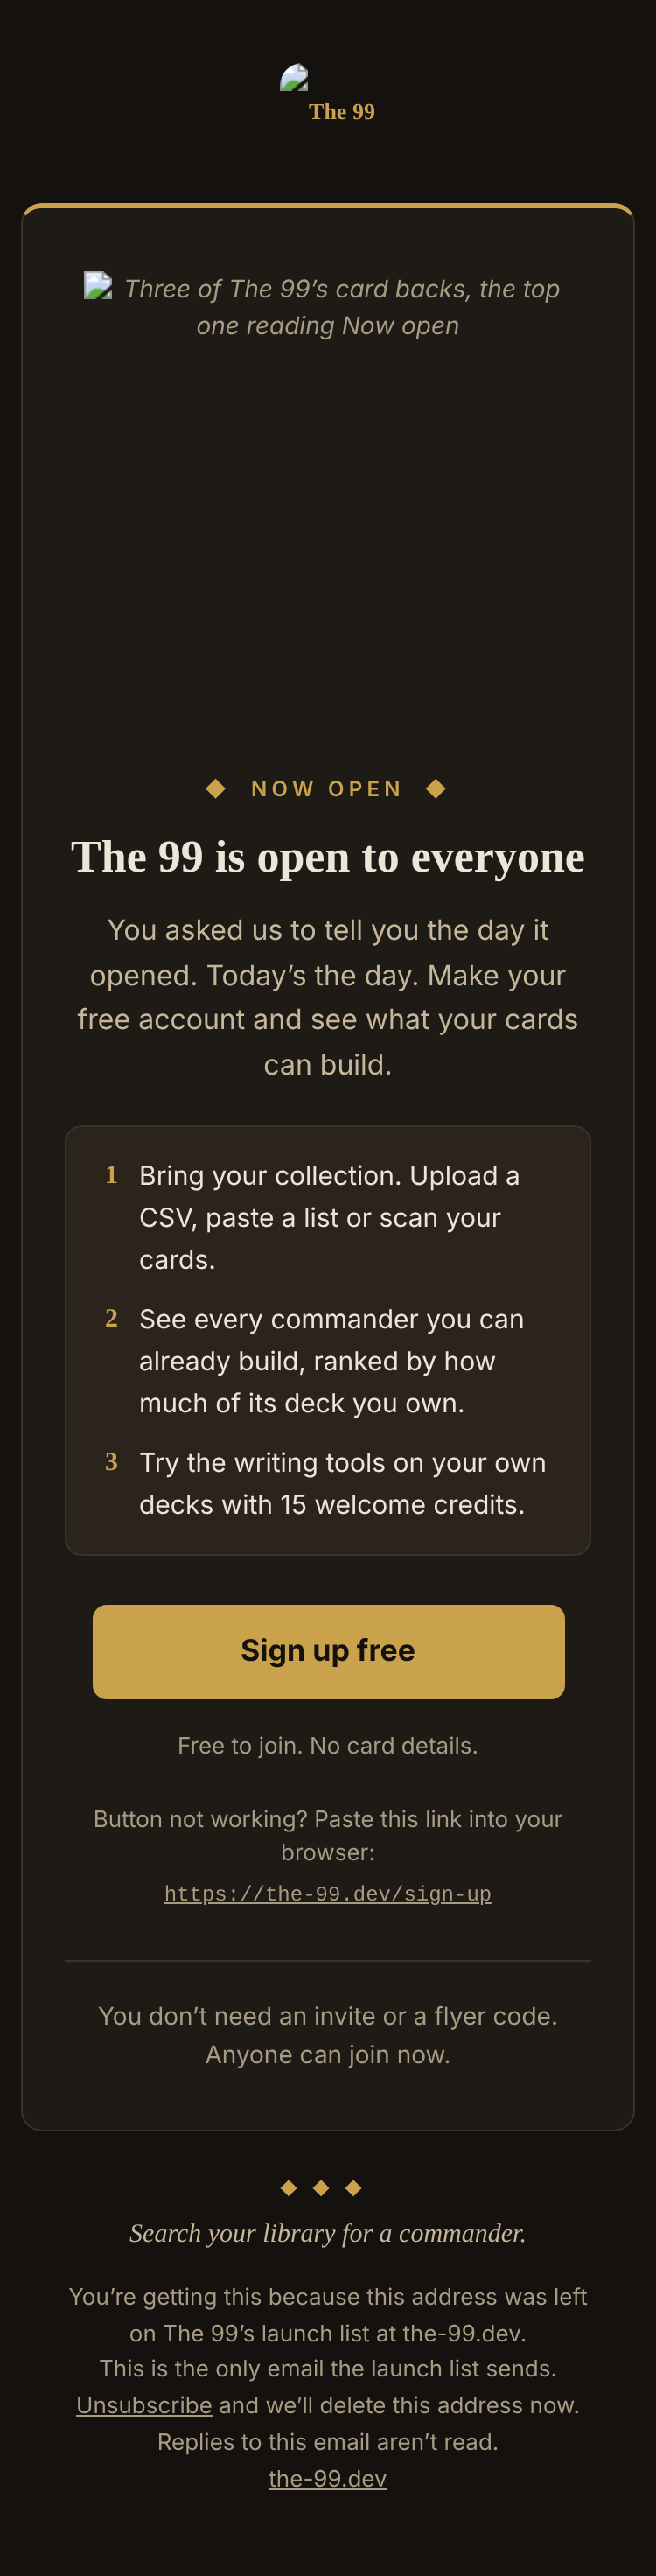 The 99
Three of The 99’s card backs, the top
one reading Now open
◆ NOW OPEN ◆
The 99 is open to everyone
You asked us to tell you the day it
opened. Today’s the day. Make your
free account and see what your cards
can build.
1 Bring your collection. Upload a
CSV, paste a list or scan your
cards.
2 See every commander you can
already build, ranked by how
much of its deck you own.
3 Try the writing tools on your own
decks with 15 welcome credits.
Sign up free
Free to join. No card details.
Button not working? Paste this link into your
browser:
https://the-99.dev/sign-up
You don’t need an invite or a flyer code.
Anyone can join now.
◆ ◆ ◆
Search your library for a commander.
You’re getting this because this address was left
on The 99’s launch list at the-99.dev.
This is the only email the launch list sends.
Unsubscribe and we’ll delete this address now.
Replies to this email aren’t read.
the-99.dev